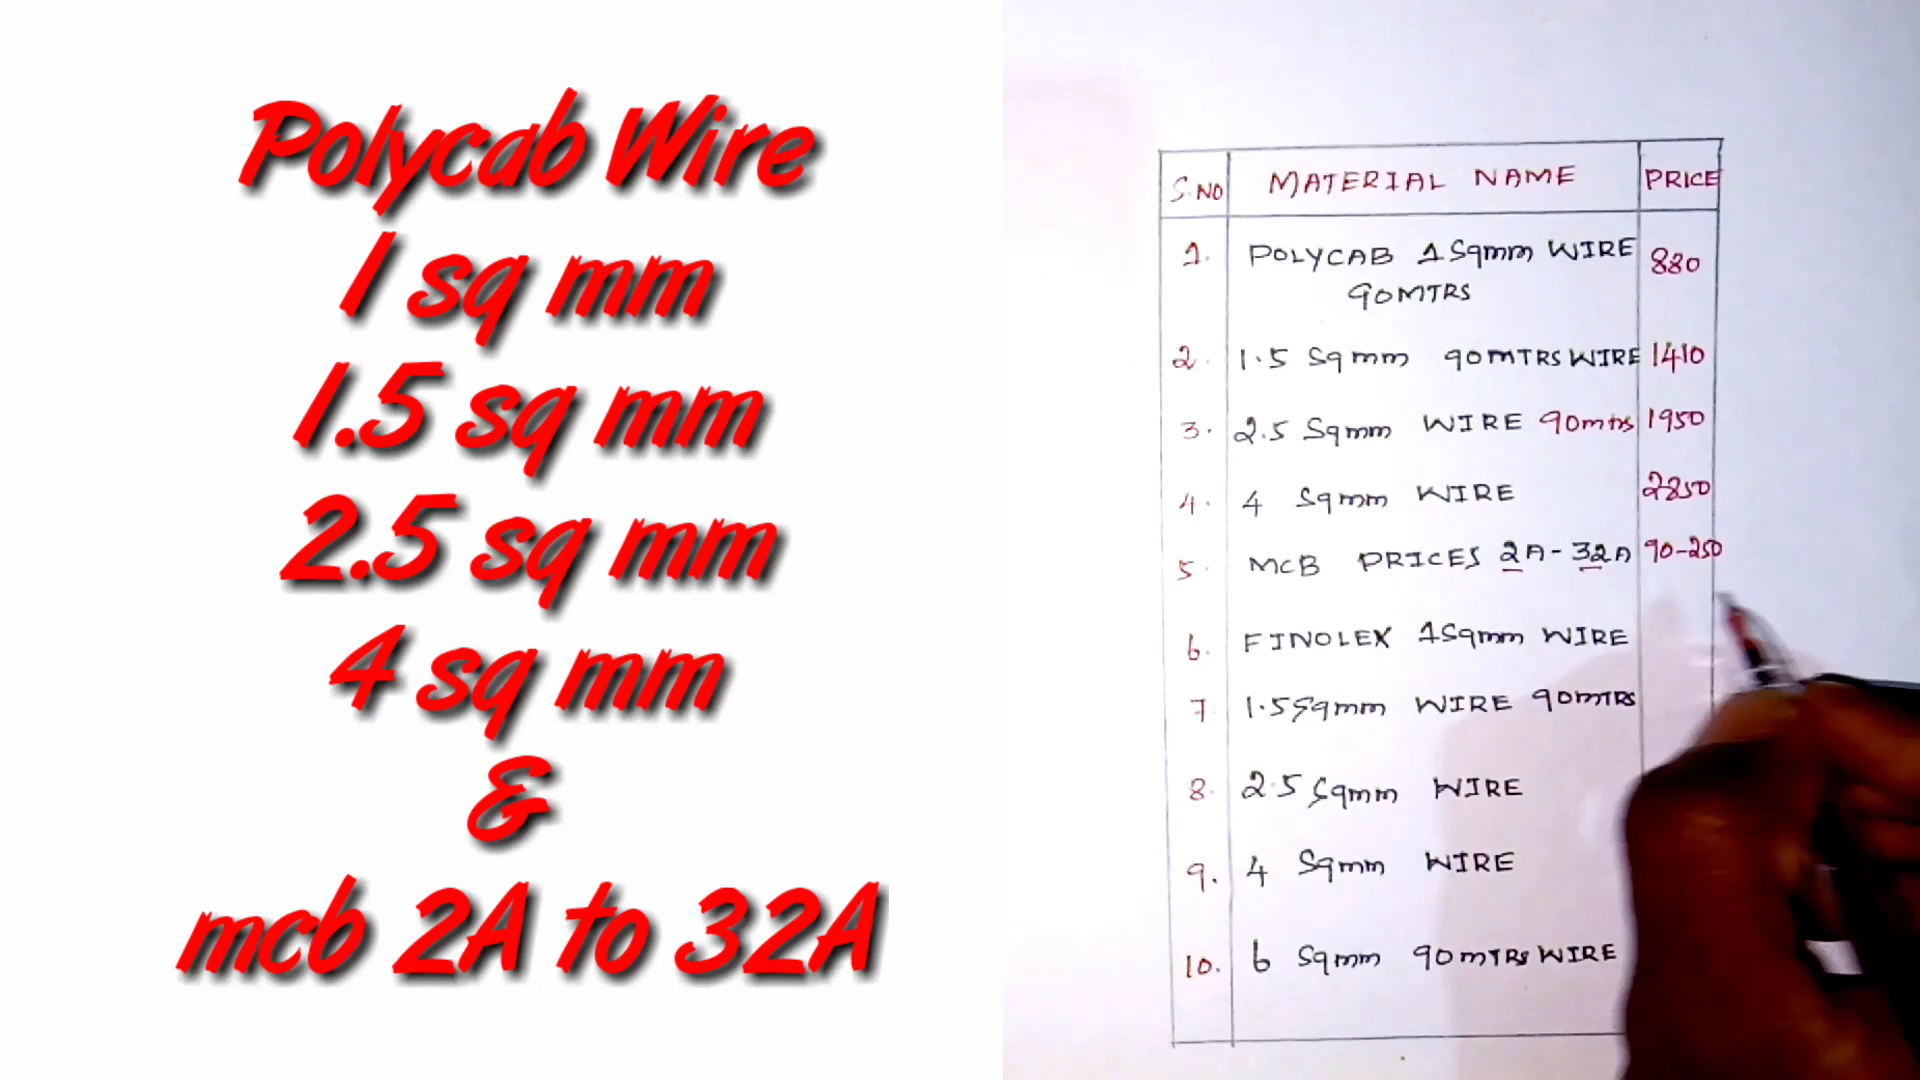 Polycab Wire
1 sq mm
1.5 sq mm
2.5 sq mm
4 sq mm
&
mcb 2A to 32A
S.NO MATERIAL NAME PRICE
1. POLYCAB 1 Sqmm WIRE 880
90MTRS
2. 1.5 Sqmm 90MTRS WIRE 1410
3. 2.5 Sqmm WIRE 90mtrs 1950
4. 4 Sqmm WIRE 2850
5. MCB PRICES 2A-32A 90-250
6. FINOLEX 1Sqmm WIRE
7. 1.5Sqmm WIRE 90MTRS
8. 2.5 Sqmm WIRE
9. 4 Sqmm WIRE
10. 6 Sqmm 90MTRS WIRE